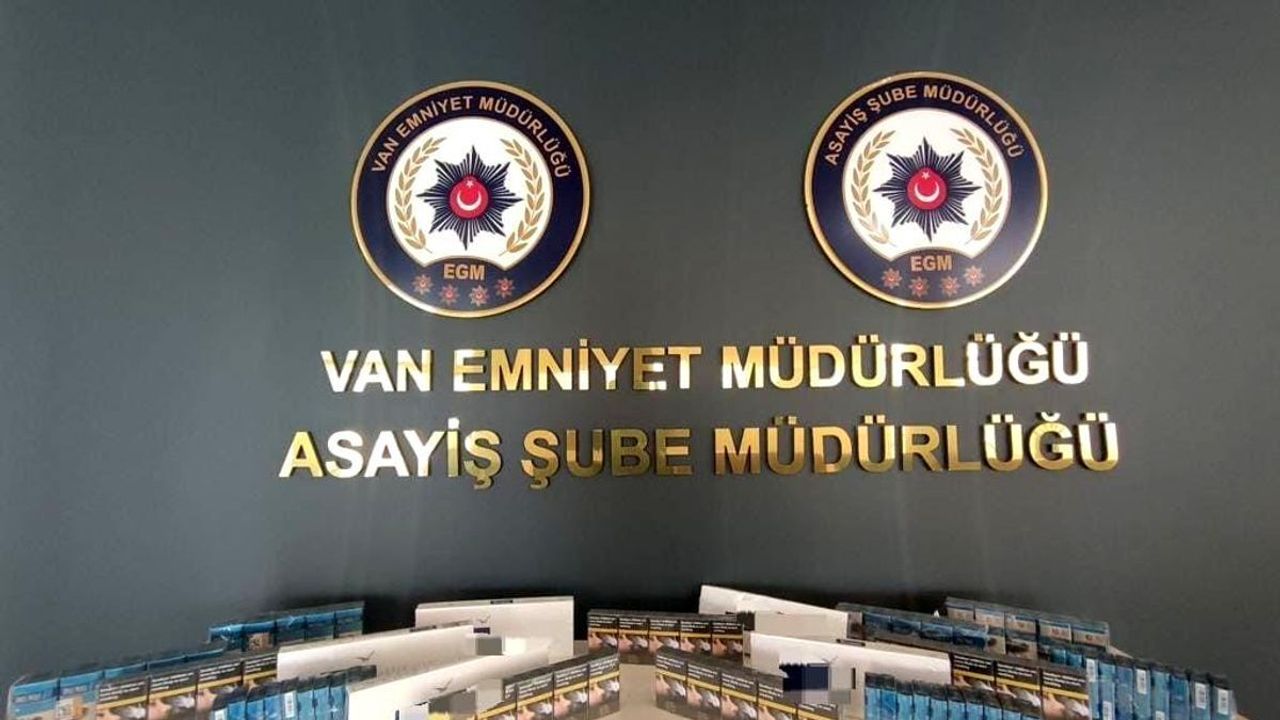 VAN EMNİYET MÜDÜRLÜĞÜ
EGM
ASAYİŞ ŞUBE MÜDÜRLÜĞÜ
EGM
VAN EMNİYET MÜDÜRLÜĞÜ
ASAYİŞ ŞUBE MÜDÜRLÜĞÜ